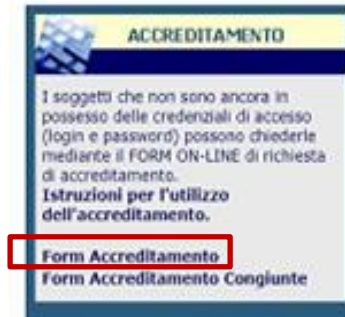 ACCREDITAMENTO
I soggetti che non sono ancora in
possesso delle credenziali di accesso
(login e password) possono chiederle
mediante il FORM ON-LINE di richiesta
di accreditamento.
Istruzioni per l'utilizzo
dell'accreditamento.
Form Accreditamento
Form Accreditamento Congiunte